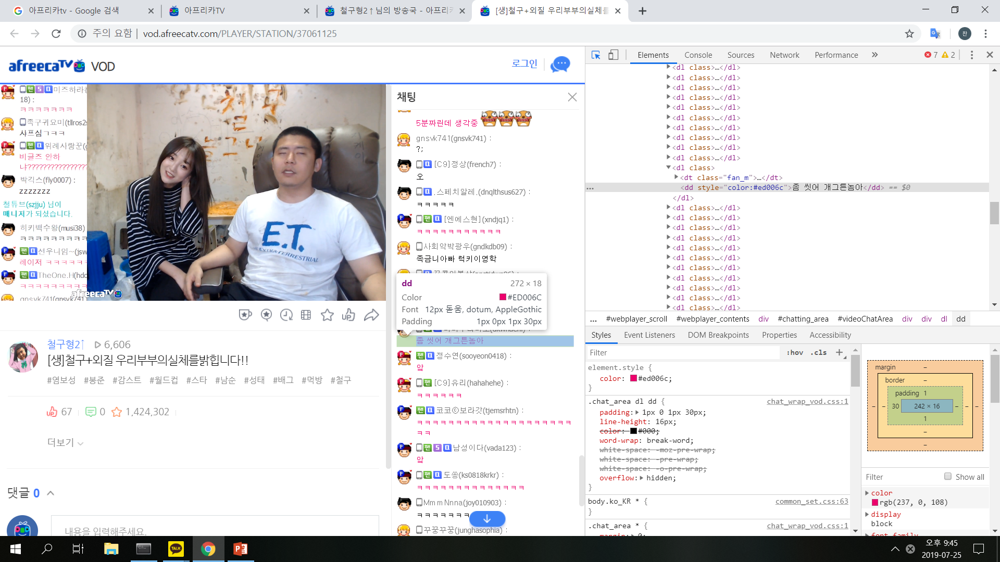 아프리카tv - Google 검색
아프리카TV
철구형2↑님의 방송국 - 아프리카
[생]철구+외질 우리부부의실체를
주의 요함
vod.afreecatv.com/PLAYER/STATION/37061125
찬
afreecaTV VOD
로그인
미즈하라
18) :
ㅋㅋㅋㅋㅋㅋㅋ
족구귀요미(tllros2
샤프심ㄱㅋㅋ
위례사랑꾼(
비글즈 안하
냐???????????????
박긱스(fly0007) :
zzzzzzz
철튜브(szjju) 님이
매니저가 되셨습니다.
히키백수왕(musi38)
ㅋㅋㅋㅋㅋㅋㅋㅋㅋ
선우니임~(jsw
레이저 ㅋㅋㅋㅋㅋㅋ
TheOne.H(hdc
ㅋㅋㅋㅋㅋㅋㅋㅋㅋ
gnsvk741(gnsvk741
afreecaTV
E.T.
THE EXTRA TERRESTRIAL
채팅
5분짜린데 생각중
gnsvk741(gnsvk741) :
?;
[C9]정상(french7) :
오
.스페치알레.(dnqlthsus627) :
ㅋㅋㅋㅋㅋ
[엔에스현](xndjq1) :
ㅋㅋㅋㅋㅋㅋㅋㅋㅋㅋㅋ
사회악박광우(gndkdb09) :
족금니아빠 럭키이영학
dd 272 × 18
Color #ED006C
Font 12px 돋움, dotum, AppleGothic
Padding 1px 0px 1px 30px
좀 씻어 개그튼놈아
정수연(sooyeon0418) :
앜
[C9]유리(hahahehe) :
ㅋㅋㅋㅋㅋㅋ
코코ⓒ보라갓(tjemsrhtn) :
ㅋㅋㅋㅋㅋㅋㅋㅋㅋㅋㅋㅋㅋㅋㅋㅋㅋㅋㅋㅋ
ㅋㅋ
남성이다(vada123) :
앜
도쏭(ks0818krkr) :
ㅋㅋㅋㅋㅋㅋㅋㅋㅋㅋㅋㅋㅋㅋ
MmmNnna(joy010903) :
ㅋㅋㅋㅋㅋㅋㅋ
꾸꿍꾸꿍(junghasophia) :
철구형2↑ 6,606
[생]철구+외질 우리부부의실체를밝힙니다!!
#염보성 #봉준 #감스트 #월드컵 #스타 #남순 #성태 #배그 #먹방 #철구
67 0 1,424,302
더보기
댓글 0
내용을 입력해주세요.
Elements Console Sources Network Performance » 7 2
<dl class>…</dl>
<dl class>…</dl>
<dl class>…</dl>
<dl class>…</dl>
<dl class>…</dl>
<dl class>…</dl>
<dl class>…</dl>
<dl class>…</dl>
<dl class>…</dl>
<dl class>…</dl>
<dl class>
<dt class="fan_m">…</dt>
<dd style="color:#ed006c">좀 씻어 개그튼놈아</dd> == $0
</dl>
<dl class>…</dl>
<dl class>…</dl>
<dl class>…</dl>
<dl class>…</dl>
<dl class>…</dl>
<dl class>…</dl>
<dl class>…</dl>
<dl class>…</dl>
<dl class>…</dl>
<dl class>…</dl>
<dl class>…</dl>
... #webplayer_scroll #webplayer_contents div #chatting_area #videoChatArea div div dl dd
Styles Event Listeners DOM Breakpoints Properties Accessibility
Filter :hov .cls +
element.style {
color: #ed006c;
}
.chat_area dl dd { chat_wrap_vod.css:1
padding: 1px 0 1px 30px;
line-height: 16px;
color: #000;
word-wrap: break-word;
white-space: -moz-pre-wrap;
white-space: -pre-wrap;
white-space: -o-pre-wrap;
overflow: hidden;
}
body.ko_KR * { common_set.css:63
}
.chat_area * { chat_wrap_vod.css:1
margin: 0;
margin –
border –
padding 1
– – 30 242 × 16 – – –
1
–
–
Filter Show all
color
rgb(237, 0, 108)
display
block
font-family
TALK
오후 9:45
2019-07-25